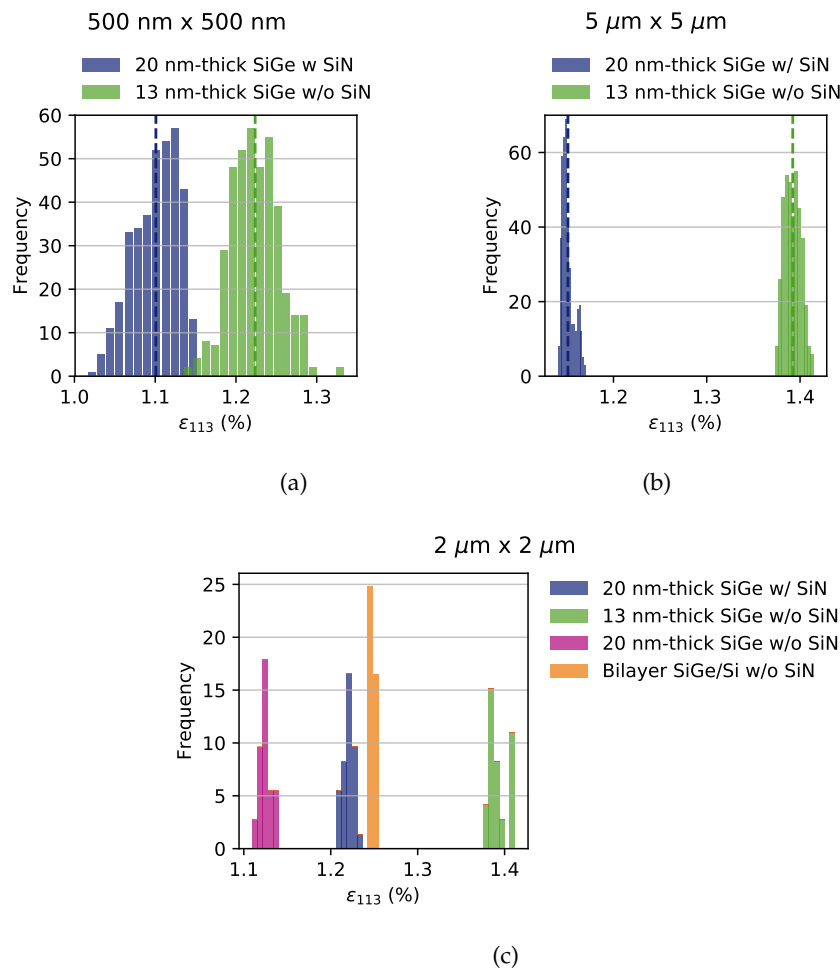 500 nm x 500 nm
20 nm-thick SiGe w SiN
13 nm-thick SiGe w/o SiN
60
50
40
30
20
10
0
Frequency
1.0 1.1 1.2 1.3
ε113 (%)
(a)
5 μm x 5 μm
20 nm-thick SiGe w/ SiN
13 nm-thick SiGe w/o SiN
60
40
20
0
Frequency
1.2 1.3 1.4
ε113 (%)
(b)
2 μm x 2 μm
20 nm-thick SiGe w/ SiN
13 nm-thick SiGe w/o SiN
20 nm-thick SiGe w/o SiN
Bilayer SiGe/Si w/o SiN
25
20
15
10
5
0
Frequency
1.1 1.2 1.3 1.4
ε113 (%)
(c)